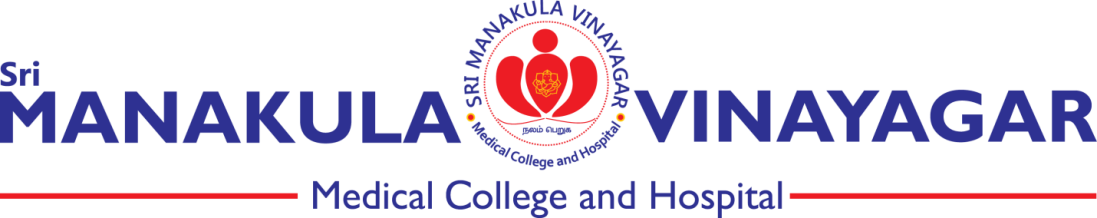 Sri
MANAKULA VINAYAGAR
SRI MANAKULA VINAYAGAR
நலம் பெறுக
Medical College and Hospital
Medical College and Hospital